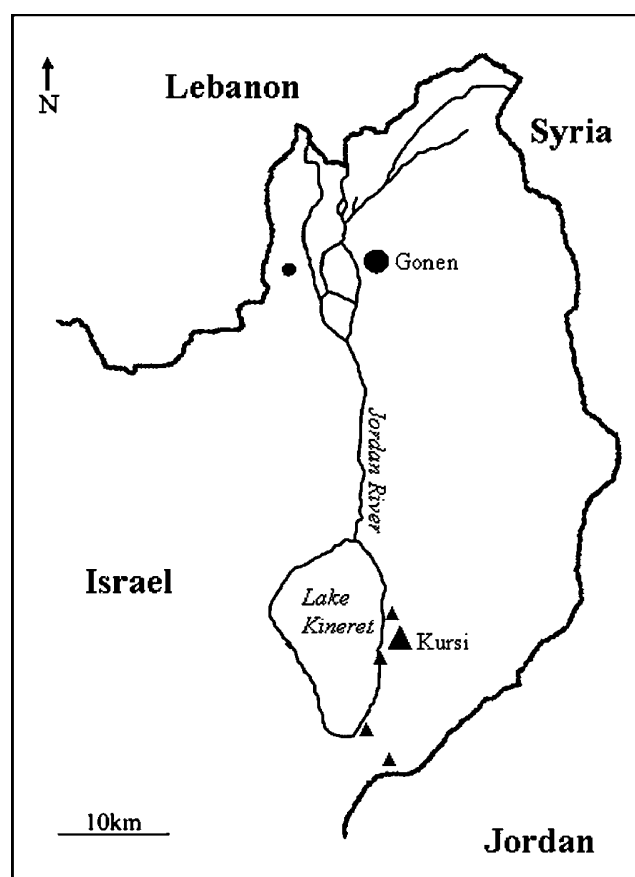 Lebanon
N
Syria
Gonen
Jordan River
Israel
Lake
Kineret
Kursi
10km
Jordan